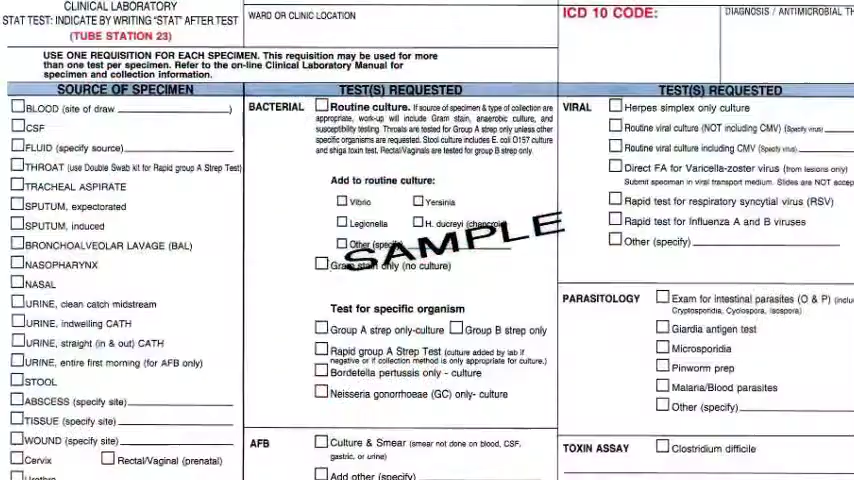 CLINICAL LABORATORY
STAT TEST: INDICATE BY WRITING "STAT" AFTER TEST
(TUBE STATION 23)
WARD OR CLINIC LOCATION
ICD 10 CODE:
DIAGNOSIS / ANTIMICROBIAL
USE ONE REQUISITION FOR EACH SPECIMEN. This requisition may be used for more
than one test per specimen. Refer to the on-line Clinical Laboratory Manual for
specimen and collection information.
SOURCE OF SPECIMEN
BLOOD (site of draw )
CSF
FLUID (specify source)
THROAT (use Double Swab kit for Rapid group A Strep Test)
TRACHEAL ASPIRATE
SPUTUM, expectorated
SPUTUM, induced
BRONCHOALVEOLAR LAVAGE (BAL)
NASOPHARYNX
NASAL
URINE, clean catch midstream
URINE, indwelling CATH
URINE, straight (in & out) CATH
URINE, entire first morning (for AFB only)
STOOL
ABSCESS (specify site)
TISSUE (specify site)
WOUND (specify site)
Cervix Rectal/Vaginal (prenatal)
Urethra
TEST(S) REQUESTED
BACTERIAL Routine culture. If source of specimen & type of collection are
appropriate, work-up will include Gram stain, anaerobic culture, and
susceptibility testing. Throats are tested for Group A strep only unless other
specific organisms are requested. Stool culture includes E. coli O157 culture
and shiga toxin test. Rectal/Vaginals are tested for group B strep only.
Add to routine culture:
Vibrio Yersinia
Legionella H. ducreyi (chancroid)
Other (specify)
SAMPLE
Gram stain only (no culture)
Test for specific organism
Group A strep only-culture Group B strep only
Rapid group A Strep Test (culture added by lab if
negative or if collection method is only appropriate for culture.)
Bordetella pertussis only - culture
Neisseria gonorrhoeae (GC) only- culture
AFB Culture & Smear (smear not done on blood, CSF,
gastric, or urine)
Add other (specify)
TEST(S) REQUESTED
VIRAL Herpes simplex only culture
Routine viral culture (NOT including CMV) (Specify virus)
Routine viral culture including CMV (Specify virus)
Direct FA for Varicella-zoster virus (from lesions only)
Submit specimen in viral transport medium. Slides are NOT
Rapid test for respiratory syncytial virus (RSV)
Rapid test for Influenza A and B viruses
Other (specify)
PARASITOLOGY Exam for intestinal parasites (O & P)
Cryptosporidia, Cyclospora, Isospora)
Giardia antigen test
Microsporidia
Pinworm prep
Malaria/Blood parasites
Other (specify)
TOXIN ASSAY Clostridium difficile